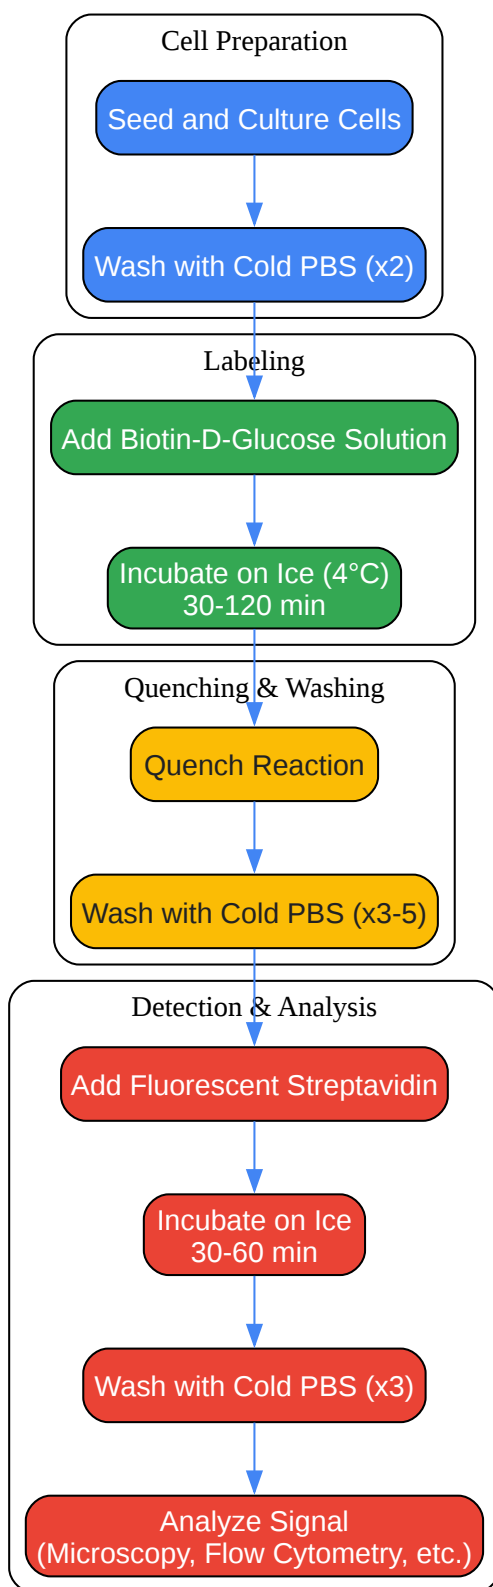 Cell Preparation
Seed and Culture Cells
Wash with Cold PBS (x2)
Labeling
Add Biotin-D-Glucose Solution
Incubate on Ice (4°C)
30-120 min
Quenching & Washing
Quench Reaction
Wash with Cold PBS (x3-5)
Detection & Analysis
Add Fluorescent Streptavidin
Incubate on Ice
30-60 min
Wash with Cold PBS (x3)
Analyze Signal
(Microscopy, Flow Cytometry, etc.)